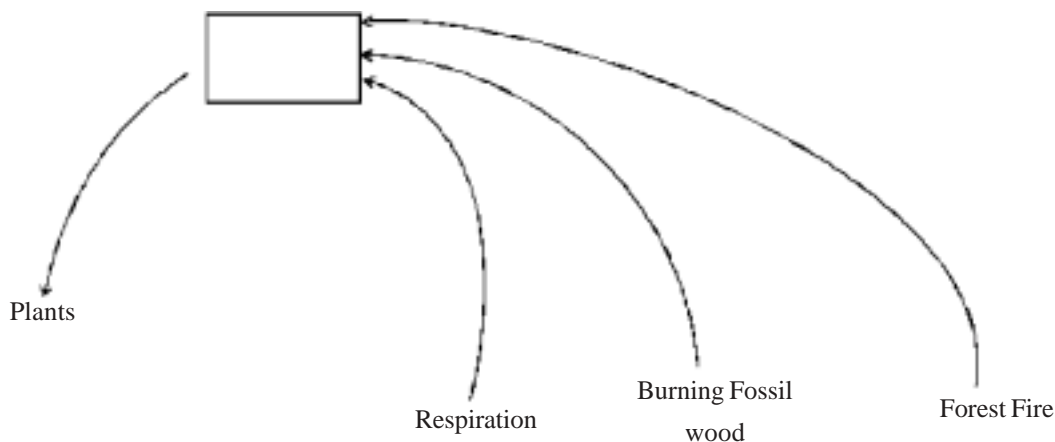 Plants
Respiration
Burning Fossil
wood
Forest Fire